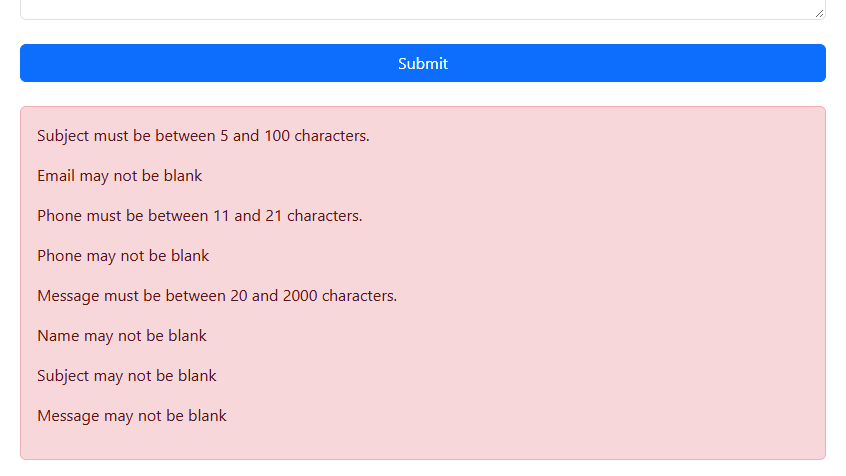 Submit
Subject must be between 5 and 100 characters.
Email may not be blank
Phone must be between 11 and 21 characters.
Phone may not be blank
Message must be between 20 and 2000 characters.
Name may not be blank
Subject may not be blank
Message may not be blank